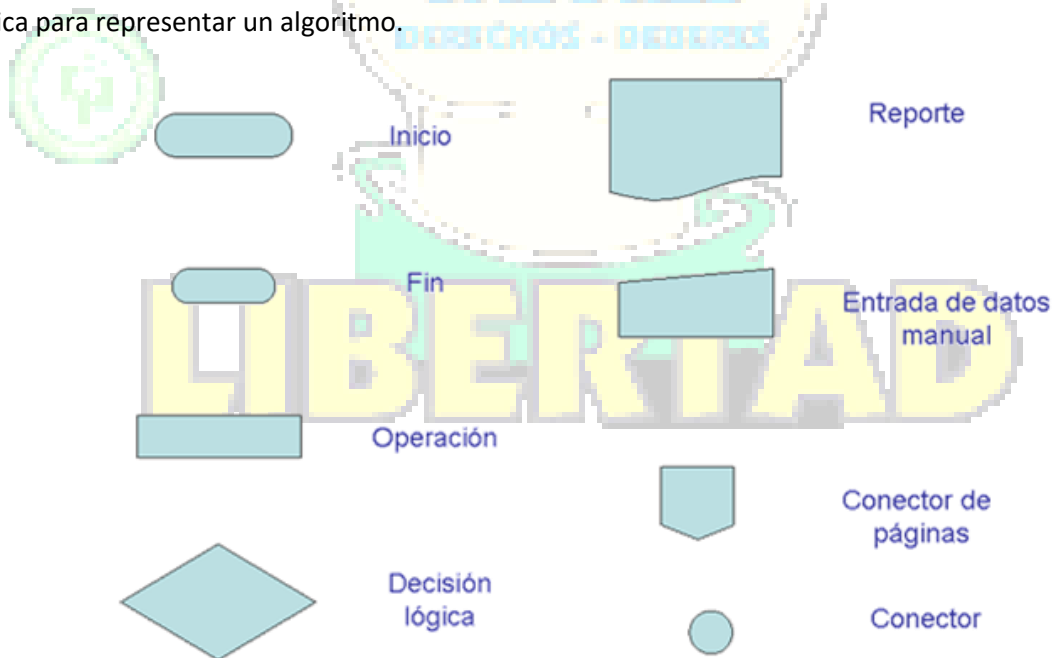 ica para representar un algoritmo.
DERECHOS - DEBERES
Inicio
Reporte
Fin
Entrada de datos
manual
LIBERTAD
Operación
Conector de
páginas
Decisión
lógica
Conector